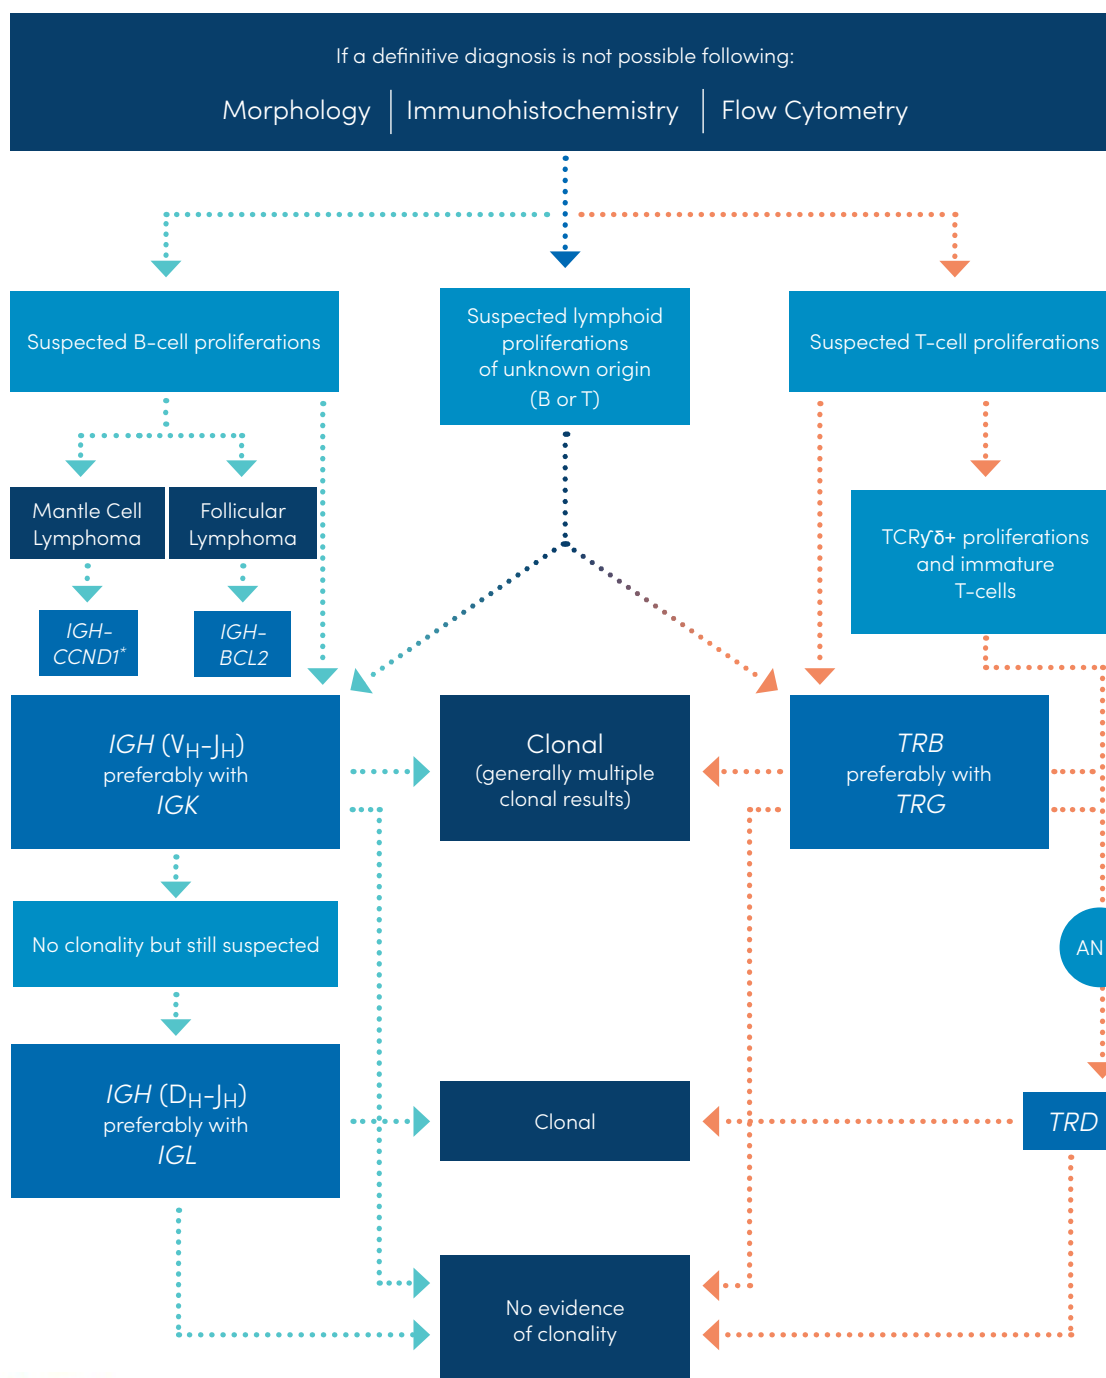 If a definitive diagnosis is not possible following:
Morphology | Immunohistochemistry | Flow Cytometry
Suspected B-cell proliferations
Suspected lymphoid
proliferations
of unknown origin
(B or T)
Suspected T-cell proliferations
Mantle Cell
Lymphoma
Follicular
Lymphoma
TCRγδ+ proliferations
and immature
T-cells
IGH-
CCND1*
IGH-
BCL2
IGH (VH-JH)
preferably with
IGK
Clonal
(generally multiple
clonal results)
TRB
preferably with
TRG
No clonality but still suspected
AN
IGH (DH-JH)
preferably with
IGL
Clonal
TRD
No evidence
of clonality